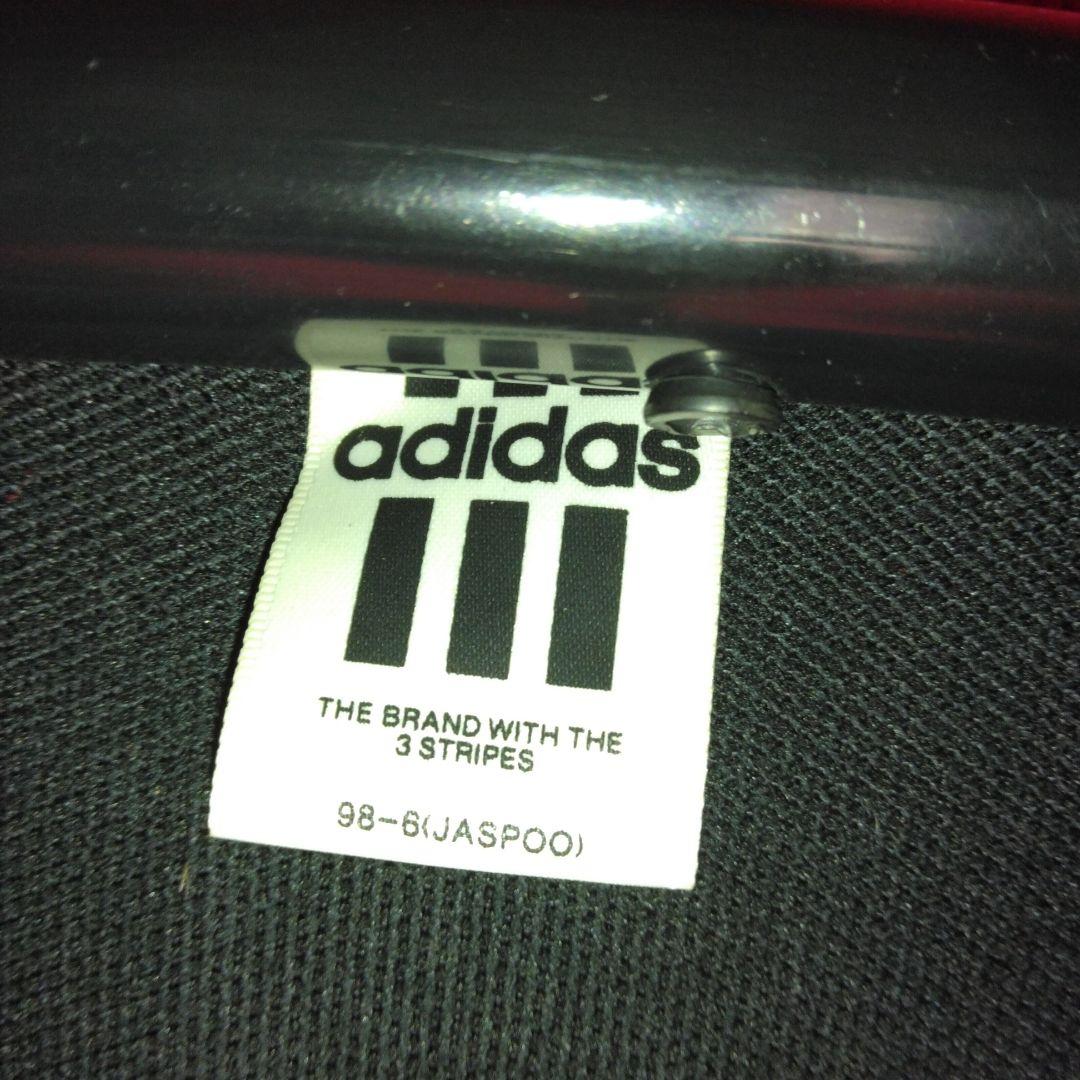 adidas
THE BRAND WITH THE
3 STRIPES
98-6(JASPOO)